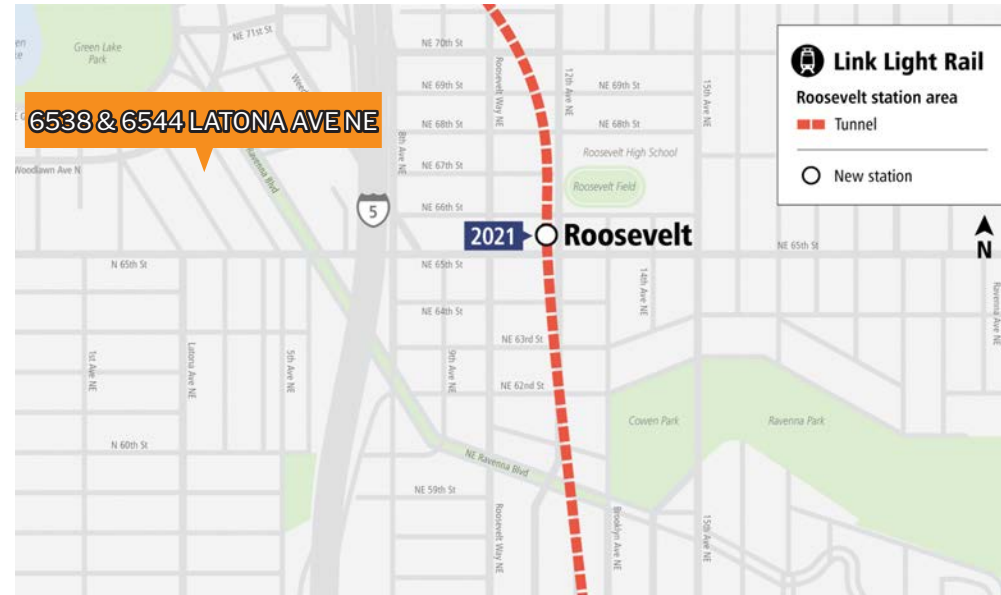 Green Lake
Park
NE 71st St
NE 70th St
NE 69th St
NE 69th St
NE 68th St
NE 68th St
NE 67th St
NE 66th St
Roosevelt Way NE
12th Ave NE
15th Ave NE
8th Ave NE
6538 & 6544 LATONA AVE NE
Woodlawn Ave N
Ravenna Blvd
5
Roosevelt High School
Roosevelt Field
Link Light Rail
Roosevelt station area
Tunnel
New station
N
2021
Roosevelt
NE 65th St
N 65th St
NE 65th St
NE 64th St
14th Ave NE
Ravenna Ave NE
NE 63rd St
1st Ave NE
Latona Ave NE
5th Ave NE
9th Ave NE
NE 62nd St
Cowen Park
Ravenna Park
N 60th St
NE Ravenna Blvd
NE 59th St
Roosevelt Way NE
Brooklyn Ave NE
15th Ave NE